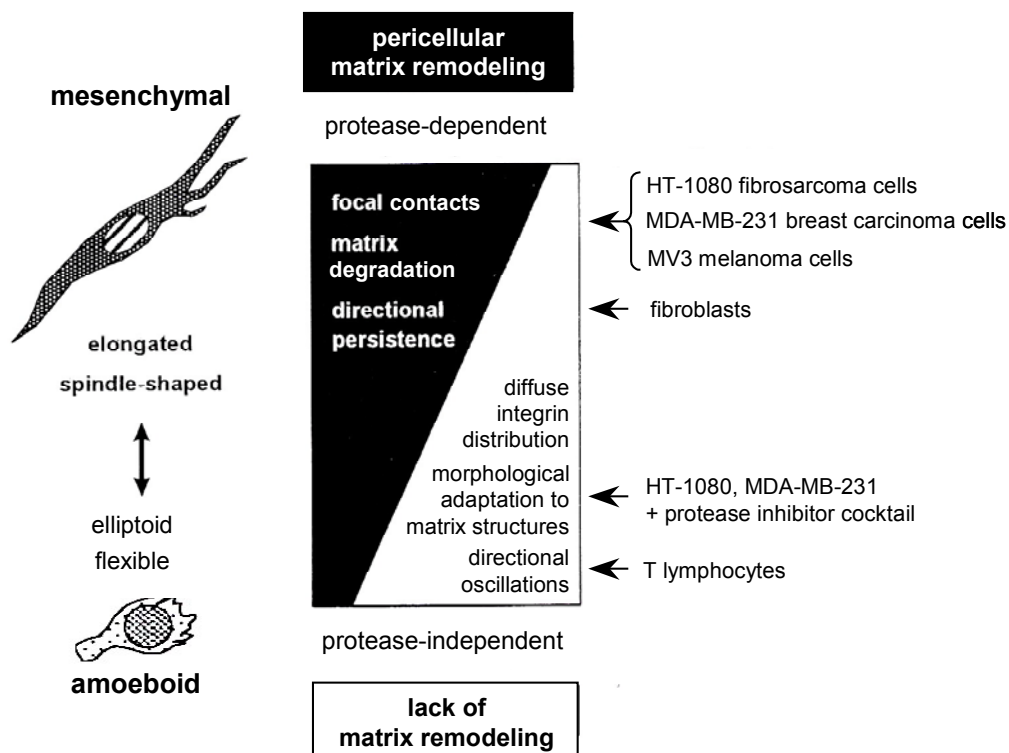 pericellular
matrix remodeling
mesenchymal
protease-dependent
focal contacts
matrix
degradation
directional
persistence
HT-1080 fibrosarcoma cells
MDA-MB-231 breast carcinoma cells
MV3 melanoma cells
fibroblasts
elongated
spindle-shaped
diffuse
integrin
distribution
morphological
adaptation to
matrix structures
directional
oscillations
HT-1080, MDA-MB-231
+ protease inhibitor cocktail
T lymphocytes
elliptoid
flexible
amoeboid
protease-independent
lack of
matrix remodeling